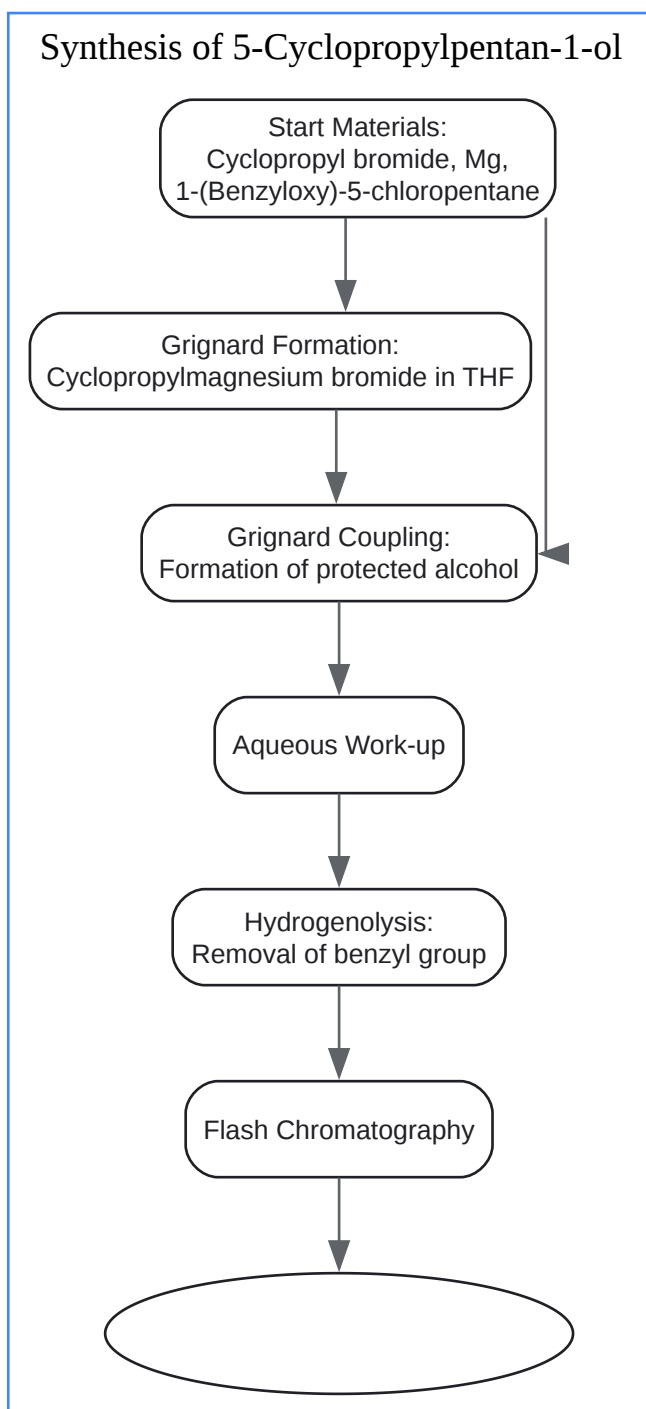 Synthesis of 5-Cyclopropylpentan-1-ol
Start Materials:
Cyclopropyl bromide, Mg,
1-(Benzyloxy)-5-chloropentane
Grignard Formation:
Cyclopropylmagnesium bromide in THF
Grignard Coupling:
Formation of protected alcohol
Aqueous Work-up
Hydrogenolysis:
Removal of benzyl group
Flash Chromatography